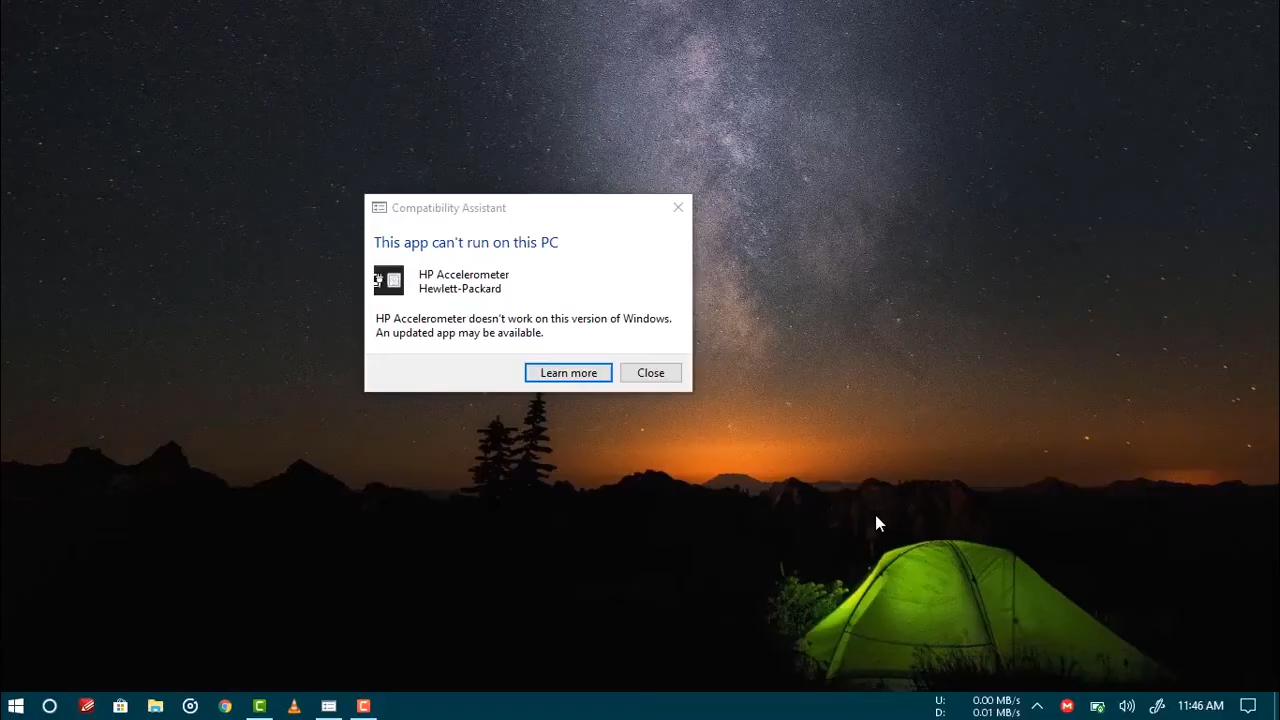 Compatibility Assistant
This app can't run on this PC
HP Accelerometer
Hewlett-Packard
HP Accelerometer doesn't work on this version of Windows.
An updated app may be available.
Learn more Close
U: 0.00 MB/s
D: 0.01 MB/s
11:46 AM